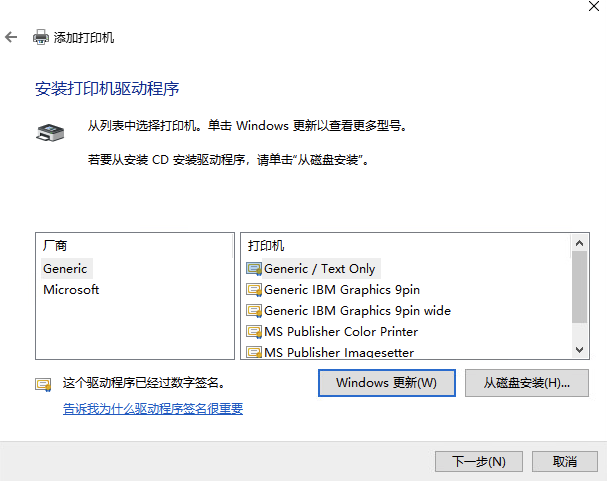 添加打印机
安装打印机驱动程序
从列表中选择打印机。单击 Windows 更新以查看更多型号。
若要从安装 CD 安装驱动程序，请单击“从磁盘安装”。
厂商
Generic
Microsoft
打印机
Generic / Text Only
Generic IBM Graphics 9pin
Generic IBM Graphics 9pin wide
MS Publisher Color Printer
MS Publisher Imagesetter
这个驱动程序已经过数字签名。
告诉我为什么驱动程序签名很重要
Windows 更新(W)
从磁盘安装(H)...
下一步(N)
取消